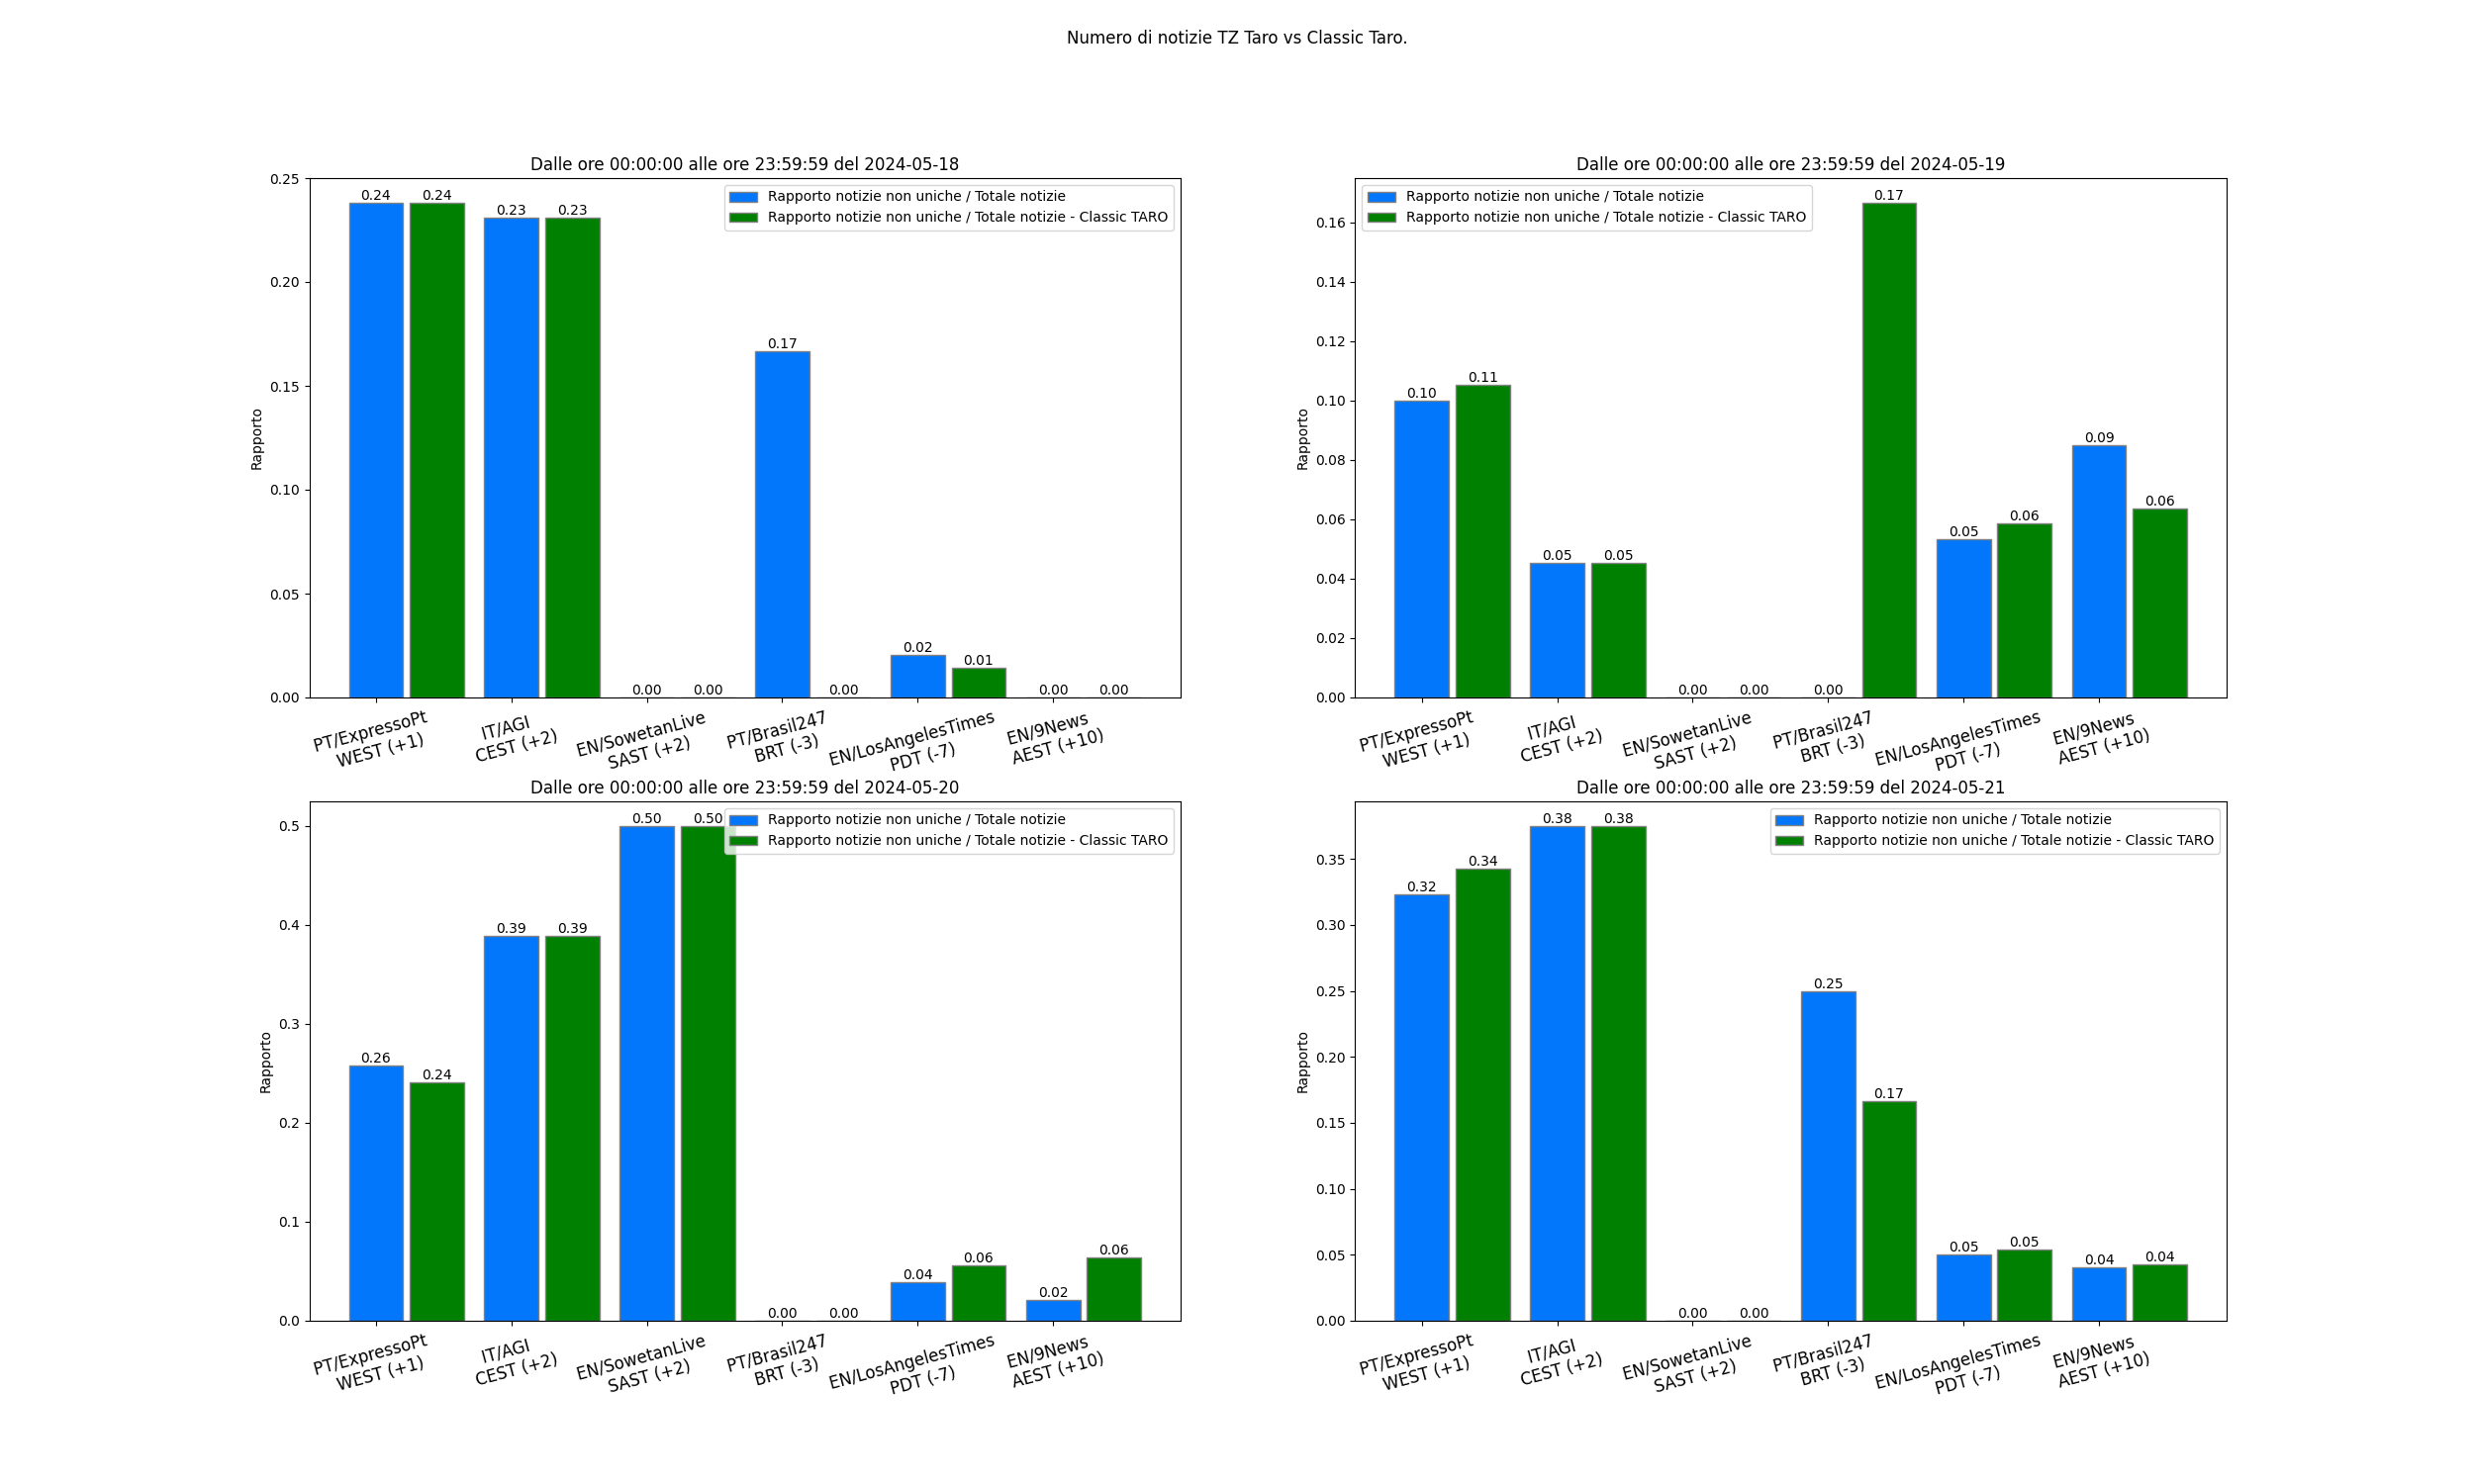 Numero di notizie TZ Taro vs Classic Taro.
Dalle ore 00:00:00 alle ore 23:59:59 del 2024-05-18
Rapporto notizie non uniche / Totale notizie
Rapporto notizie non uniche / Totale notizie - Classic TARO
Rapporto
0.25
0.20
0.15
0.10
0.05
0.00
0.24
0.24
0.23
0.23
0.00
0.00
0.17
0.00
0.02
0.01
0.00
0.00
PT/ExpressoPt
WEST (+1)
IT/AGI
CEST (+2)
EN/SowetanLive
SAST (+2)
PT/Brasil247
BRT (-3)
EN/LosAngelesTimes
PDT (-7)
EN/9News
AEST (+10)
Dalle ore 00:00:00 alle ore 23:59:59 del 2024-05-19
Rapporto notizie non uniche / Totale notizie
Rapporto notizie non uniche / Totale notizie - Classic TARO
Rapporto
0.16
0.14
0.12
0.10
0.08
0.06
0.04
0.02
0.00
0.10
0.11
0.05
0.05
0.00
0.00
0.00
0.17
0.05
0.06
0.09
0.06
PT/ExpressoPt
WEST (+1)
IT/AGI
CEST (+2)
EN/SowetanLive
SAST (+2)
PT/Brasil247
BRT (-3)
EN/LosAngelesTimes
PDT (-7)
EN/9News
AEST (+10)
Dalle ore 00:00:00 alle ore 23:59:59 del 2024-05-20
Rapporto notizie non uniche / Totale notizie
Rapporto notizie non uniche / Totale notizie - Classic TARO
Rapporto
0.5
0.4
0.3
0.2
0.1
0.0
0.26
0.24
0.39
0.39
0.50
0.50
0.00
0.00
0.04
0.06
0.02
0.06
PT/ExpressoPt
WEST (+1)
IT/AGI
CEST (+2)
EN/SowetanLive
SAST (+2)
PT/Brasil247
BRT (-3)
EN/LosAngelesTimes
PDT (-7)
EN/9News
AEST (+10)
Dalle ore 00:00:00 alle ore 23:59:59 del 2024-05-21
Rapporto notizie non uniche / Totale notizie
Rapporto notizie non uniche / Totale notizie - Classic TARO
Rapporto
0.35
0.30
0.25
0.20
0.15
0.10
0.05
0.00
0.32
0.34
0.38
0.38
0.00
0.00
0.25
0.17
0.05
0.05
0.04
0.04
PT/ExpressoPt
WEST (+1)
IT/AGI
CEST (+2)
EN/SowetanLive
SAST (+2)
PT/Brasil247
BRT (-3)
EN/LosAngelesTimes
PDT (-7)
EN/9News
AEST (+10)